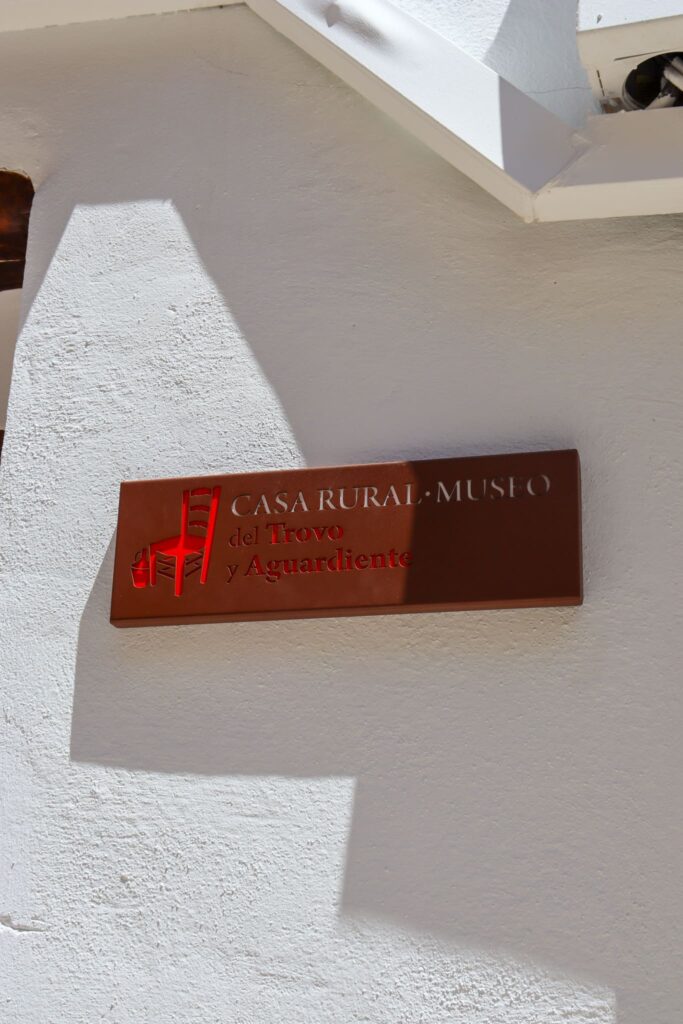 CASA RURAL·MUSEO
del Trovo
y Aguardiente